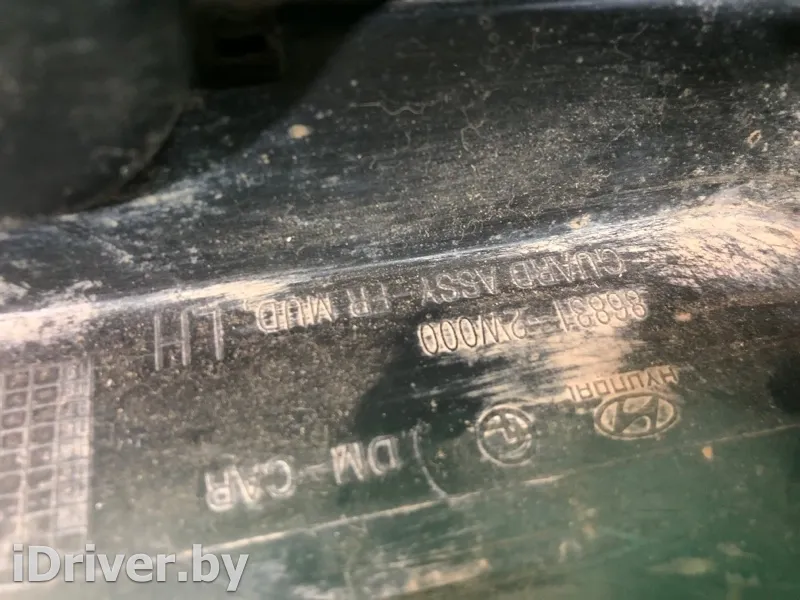 HYUNDAI
86831-2W000
GUARD ASSY-FR MUD, LH
DM-CAR
iDriver.by